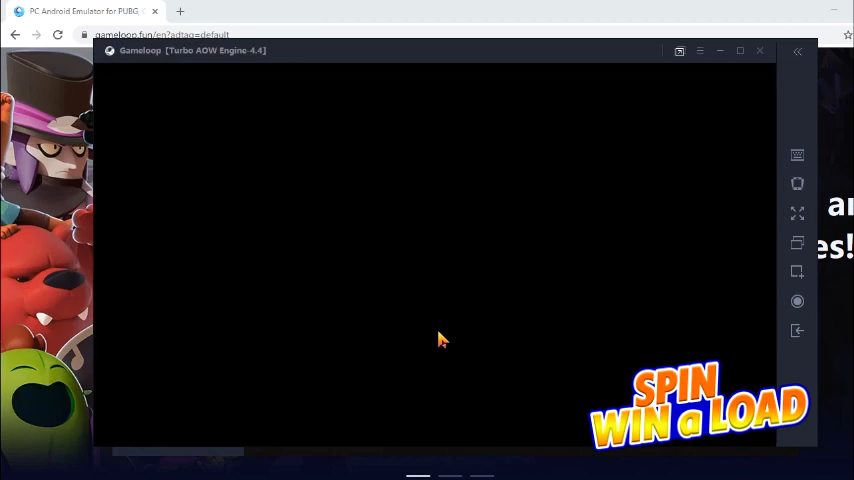 PC Android Emulator for PUBG, C
gameloop.fun/en?adtag=default
Gameloop [Turbo AOW Engine-4.4]
es!
SPIN
WIN a LOAD